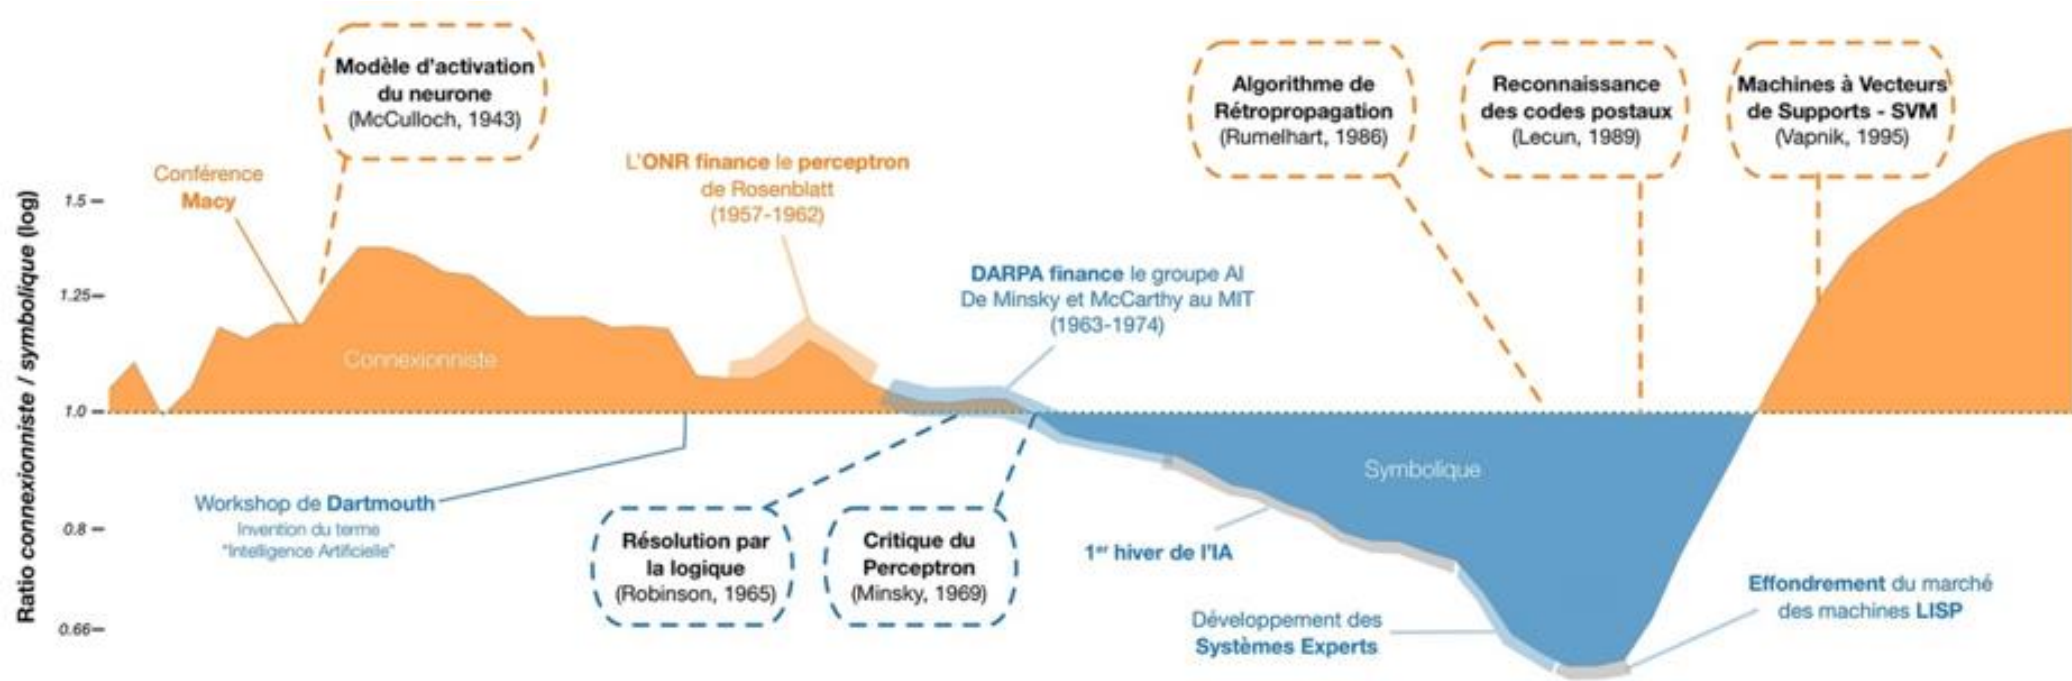 Modèle d'activation
du neurone
(McCulloch, 1943)
Algorithme de
Rétropropagation
(Rumelhart, 1986)
Reconnaissance
des codes postaux
(Lecun, 1989)
Machines à Vecteurs
de Supports - SVM
(Vapnik, 1995)
Conférence
Macy
L'ONR finance le perceptron
de Rosenblatt
(1957-1962)
DARPA finance le groupe AI
De Minsky et McCarthy au MIT
(1963-1974)
Ratio connexionniste / symbolique (log)
1.5
1.25
1.0
0.8
0.66
Connexionniste
Symbolique
Workshop de Dartmouth
Invention du terme
"Intelligence Artificielle"
Résolution par
la logique
(Robinson, 1965)
Critique du
Perceptron
(Minsky, 1969)
1er hiver de l'IA
Développement des
Systèmes Experts
Effondrement du marché
des machines LISP